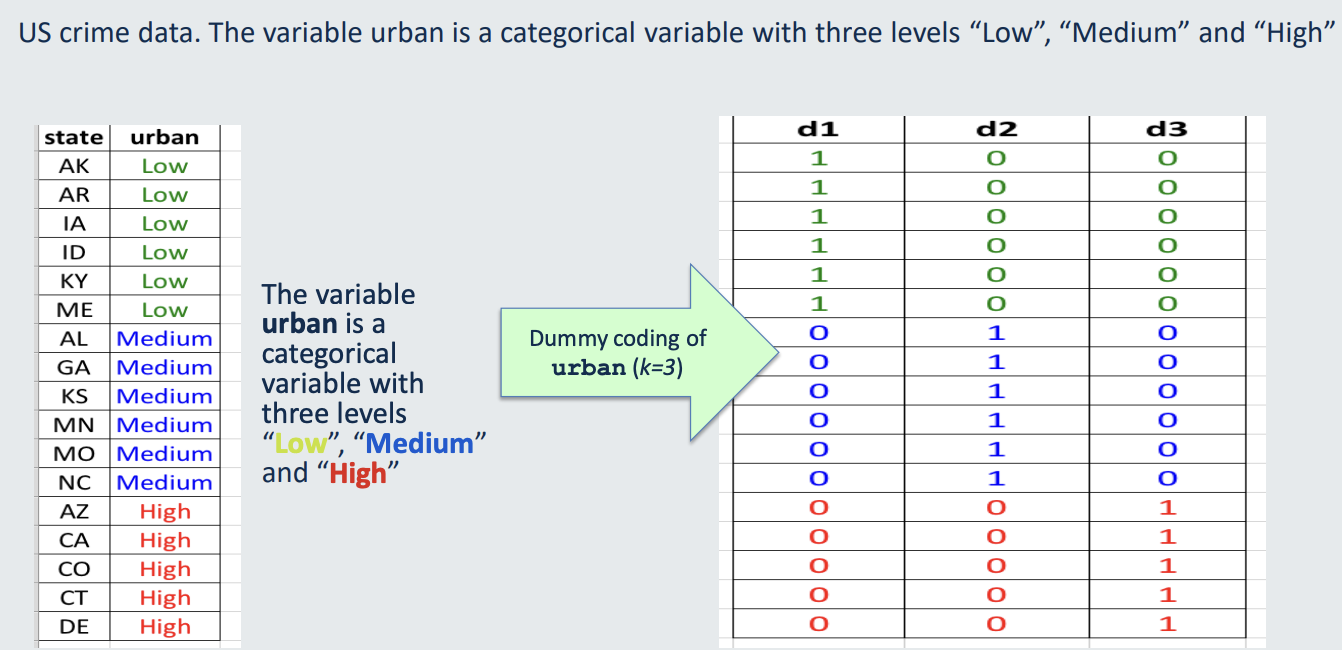 US crime data. The variable urban is a categorical variable with three levels “Low”, “Medium” and “High”
state urban
AK Low
AR Low
IA Low
ID Low
KY Low
ME Low
AL Medium
GA Medium
KS Medium
MN Medium
MO Medium
NC Medium
AZ High
CA High
CO High
CT High
DE High
The variable
urban is a
categorical
variable with
three levels
“Low”, “Medium”
and “High”
Dummy coding of
urban (k=3)
d1 d2 d3
1 0 0
1 0 0
1 0 0
1 0 0
1 0 0
1 0 0
0 1 0
0 1 0
0 1 0
0 1 0
0 1 0
0 1 0
0 0 1
0 0 1
0 0 1
0 0 1
0 0 1